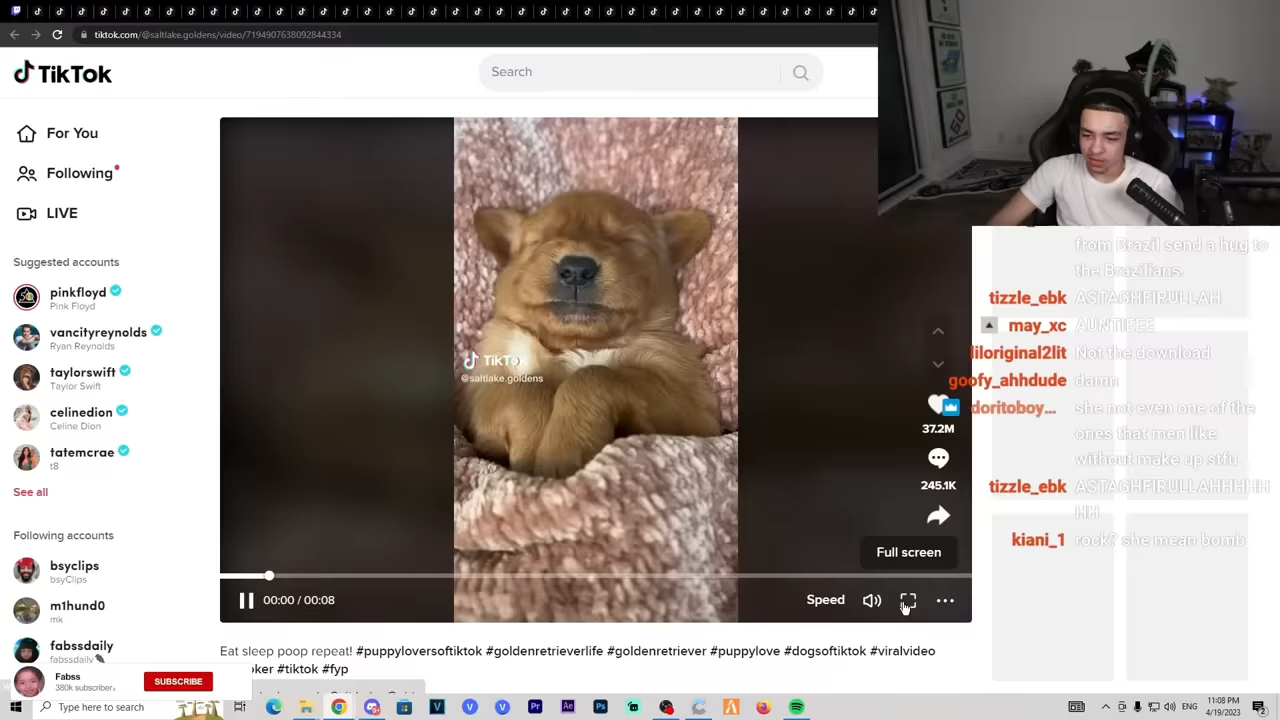 tiktok.com/@saltlake.goldens/video/7194907638092844334
TikTok
Search
For You
Following
LIVE
Suggested accounts
pinkfloyd
Pink Floyd
vancityreynolds
Ryan Reynolds
taylorswift
Taylor Swift
celinedion
Celine Dion
tatemcrae
t8
See all
Following accounts
bsyclips
bsyClips
m1hund0
mk
fabssdaily
fabssdaily
Fabss
380k subscribers
SUBSCRIBE
TikTo
@saltlake.goldens
37.2M
245.1K
Full screen
00:00 / 00:08
Speed
Eat sleep poop repeat! #puppyloversoftiktok #goldenretrieverlife #goldenretriever #puppylove #dogsoftiktok #viralvideo
oker #tiktok #fyp
from Brazil send a hug to
the Brazilians.
tizzle_ebk ASTAGHFIRULLAH
may_xc AUNTIEEE
liloriginal2lit Not the download
goofy_ahhdude damn
doritoboy... she not even one of the
ones that men like
without make up stfu
tizzle_ebk ASTAGHFIRULLAHHHHH
HH
kiani_1 rock? she mean bomb
Type here to search
ENG
11:08 PM
4/19/2023